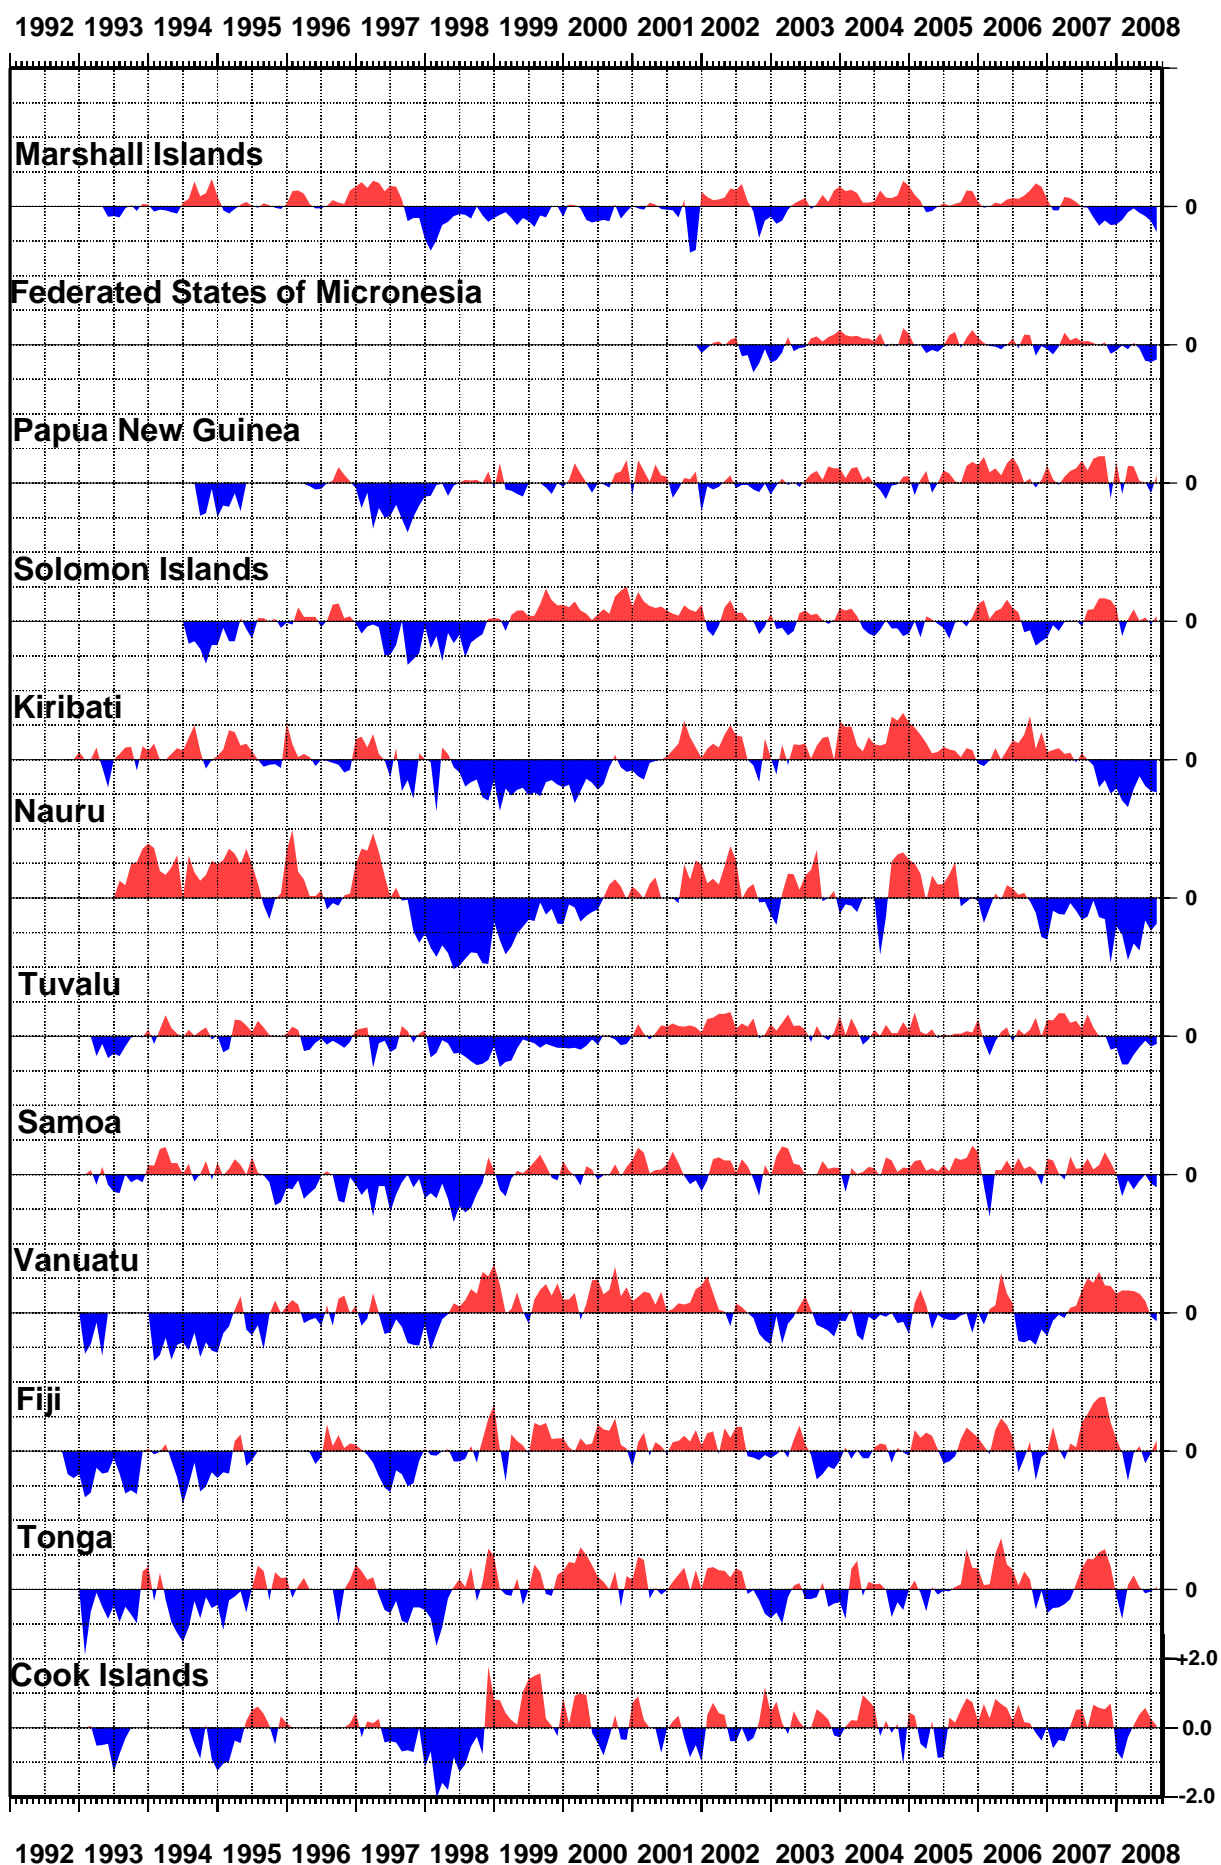 1992 1993 1994 1995 1996 1997 1998 1999 2000 2001 2002 2003 2004 2005 2006 2007 2008
Marshall Islands
0
Federated States of Micronesia
0
Papua New Guinea
0
Solomon Islands
0
Kiribati
0
Nauru
0
Tuvalu
0
Samoa
0
Vanuatu
0
Fiji
0
Tonga
0
+2.0
Cook Islands
0.0
-2.0
1992 1993 1994 1995 1996 1997 1998 1999 2000 2001 2002 2003 2004 2005 2006 2007 2008